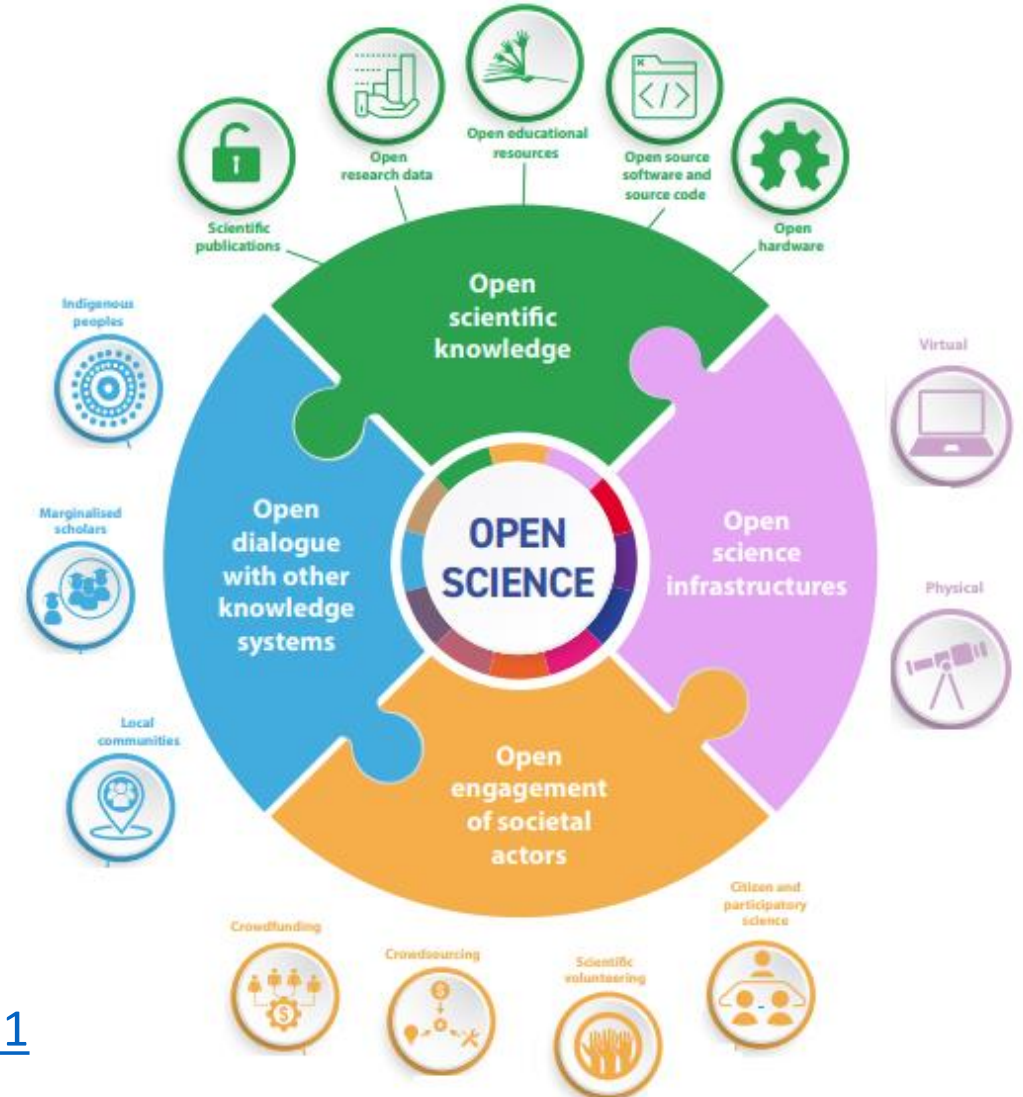 Open educational
resources
Open
research data
Open source
software and
source code
Scientific
publications
Open
hardware
Open
scientific
knowledge
Indigenous
peoples
Virtual
Marginalised
scholars
Open
dialogue
with other
knowledge
systems
OPEN
SCIENCE
Open
science
infrastructures
Physical
Local
communities
Open
engagement
of societal
actors
Citizen and
participatory
science
Crowdfunding
Crowdsourcing
Scientific
volunteering
1